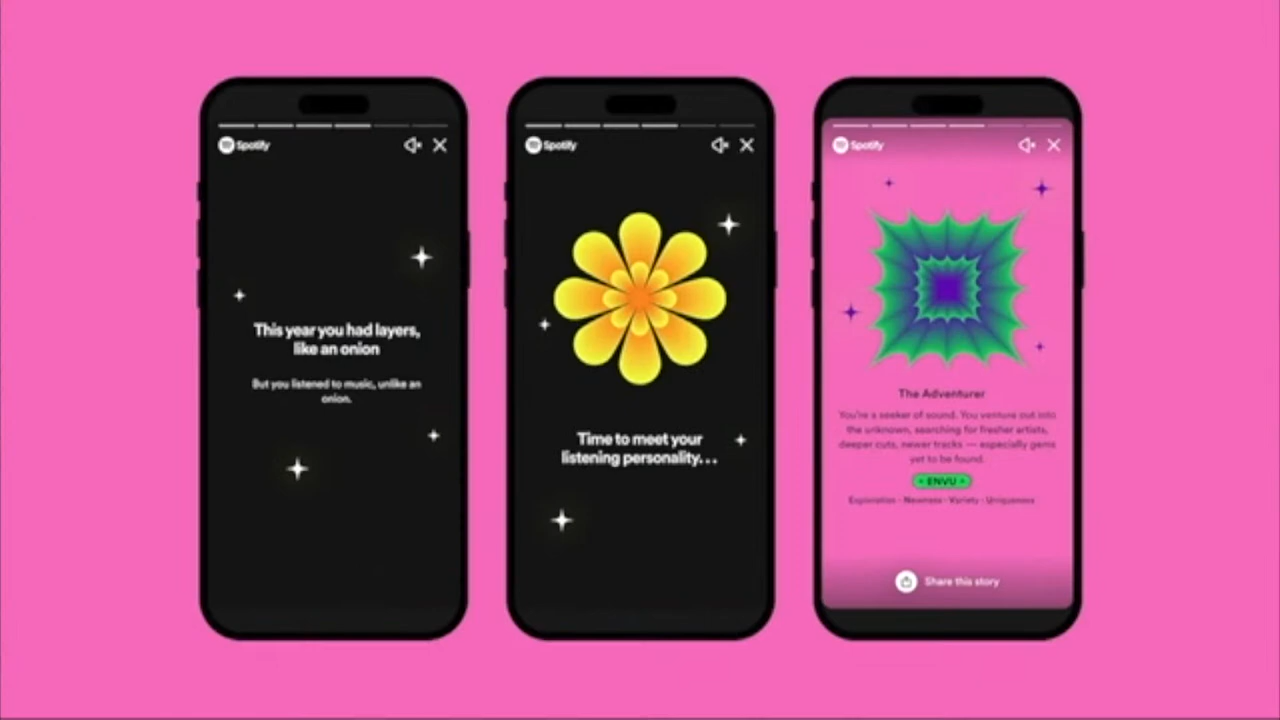 Spotify
This year you had layers,
like an onion
But you listened to music, unlike an
onion.
Spotify
Time to meet your
listening personality...
Spotify
The Adventurer
You're a seeker of sound. You venture out into
the unknown, searching for fresher artists,
deeper cuts, newer tracks — especially gems
yet to be found.
ENVU
Exploration · Newness · Variety · Uniqueness
Share this story